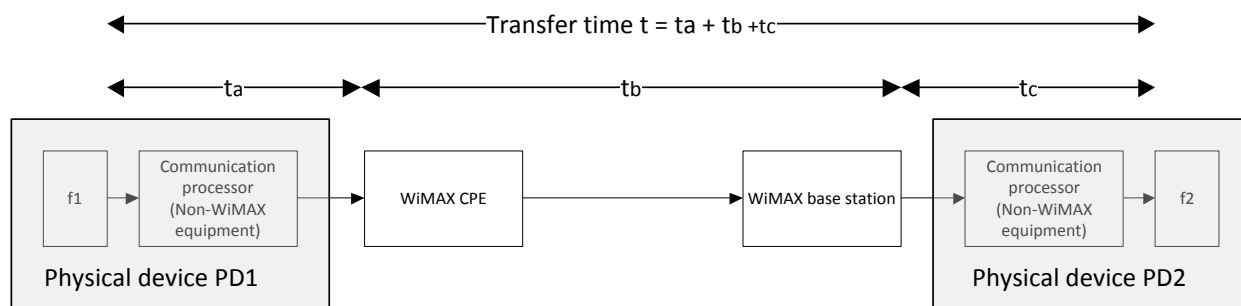 Transfer time t = ta + tb +tc
ta
tb
tc
f1
Communication
processor
(Non-WiMAX
equipment)
WiMAX CPE
WiMAX base station
Communication
processor
(Non-WiMAX
equipment)
f2
Physical device PD1
Physical device PD2